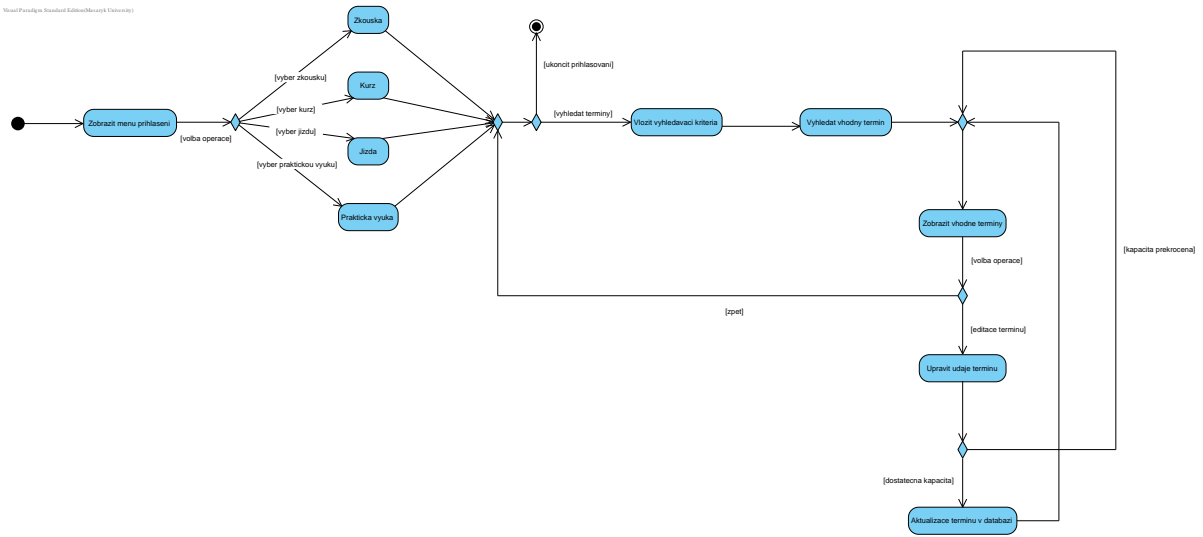 Visual Paradigm Standard Edition(Masaryk University)
Zkouska
[ukoncit prihlasovani]
[vyber zkousku]
Kurz
[vyber kurz]
Zobrazit menu prihlaseni
[volba operace]
[vyber jizdu]
[vyhledat terminy]
Vlozit vyhledavaci kriteria
Vyhledat vhodny termin
Jizda
[vyber praktickou vyuku]
Prakticka vyuka
Zobrazit vhodne terminy
[kapacita prekrocena]
[volba operace]
[zpet]
[editace terminu]
Upravit udaje terminu
[dostatecna kapacita]
Aktualizace terminu v databazi